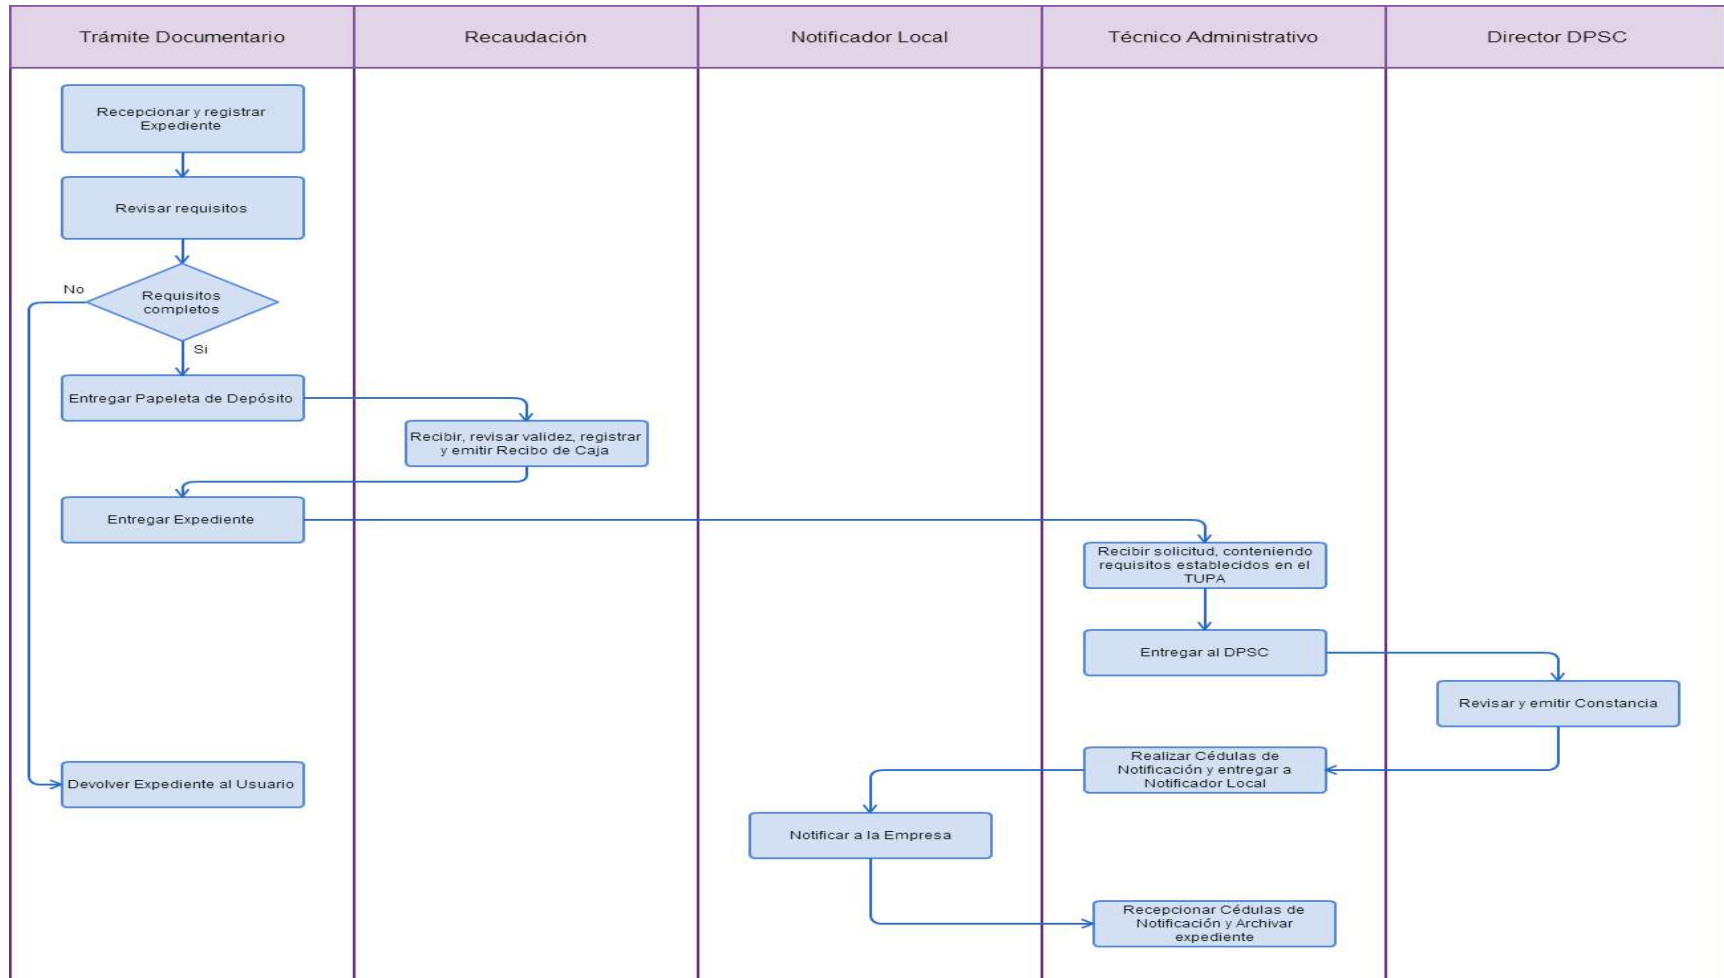 Trámite Documentario
Recaudación
Notificador Local
Técnico Administrativo
Director DPSC
Recepcionar y registrar
Expediente
Revisar requisitos
No
Requisitos
completos
Si
Entregar Papeleta de Depósito
Recibir, revisar validez, registrar
y emitir Recibo de Caja
Entregar Expediente
Recibir solicitud, conteniendo
requisitos establecidos en el
TUPA
Entregar al DPSC
Revisar y emitir Constancia
Realizar Cédulas de
Notificación y entregar a
Notificador Local
Devolver Expediente al Usuario
Notificar a la Empresa
Recepcionar Cédulas de
Notificación y Archivar
expediente